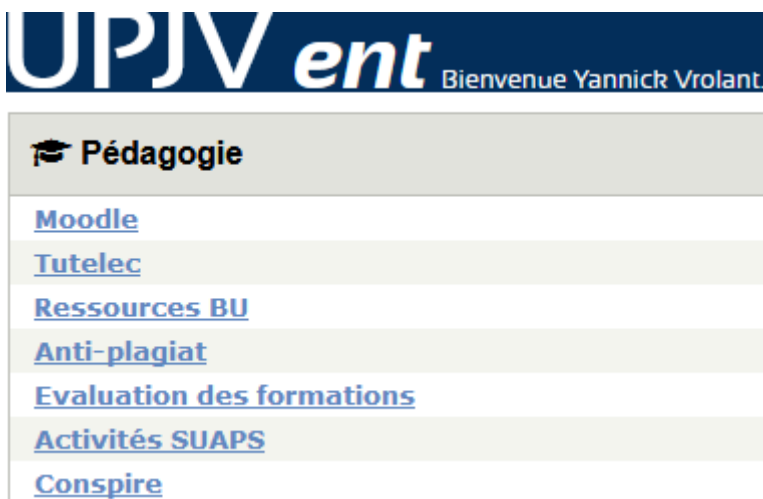 UPJV ent Bienvenue Yannick Vrolant.
Pédagogie
Moodle
Tutelec
Ressources BU
Anti-plagiat
Evaluation des formations
Activités SUAPS
Conspire